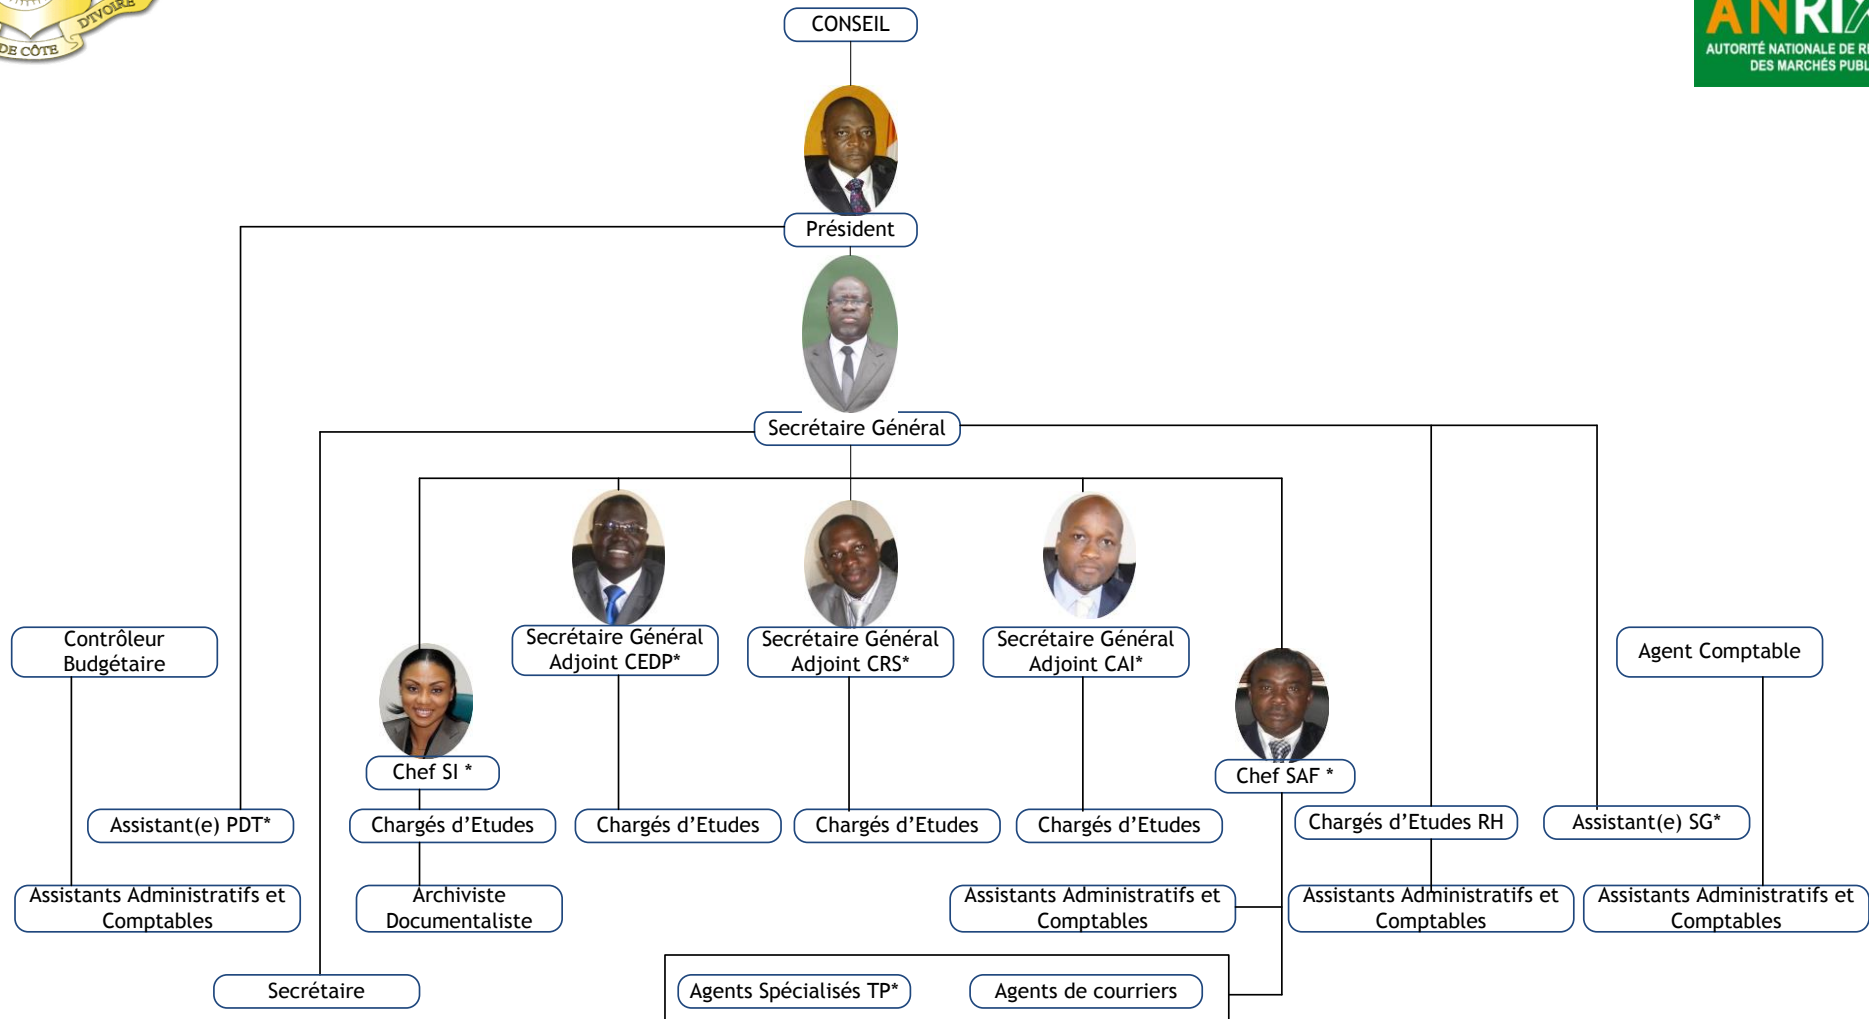 D'IVOIRE
DE CÔTE
AUTORITÉ NATIONALE DE
DES MARCHÉS
CONSEIL
Président
Secrétaire Général
Contrôleur
Budgétaire
Secrétaire Général
Adjoint CEDP*
Secrétaire Général
Adjoint CRS*
Secrétaire Général
Adjoint CAI*
Agent Comptable
Chef SI *
Chef SAF *
Assistant(e) PDT*
Chargés d’Etudes
Chargés d’Etudes
Chargés d’Etudes
Chargés d’Etudes
Chargés d’Etudes RH
Assistant(e) SG*
Assistants Administratifs et
Comptables
Archiviste
Documentaliste
Assistants Administratifs et
Comptables
Assistants Administratifs et
Comptables
Assistants Administratifs et
Comptables
Secrétaire
Agents Spécialisés TP*
Agents de courriers